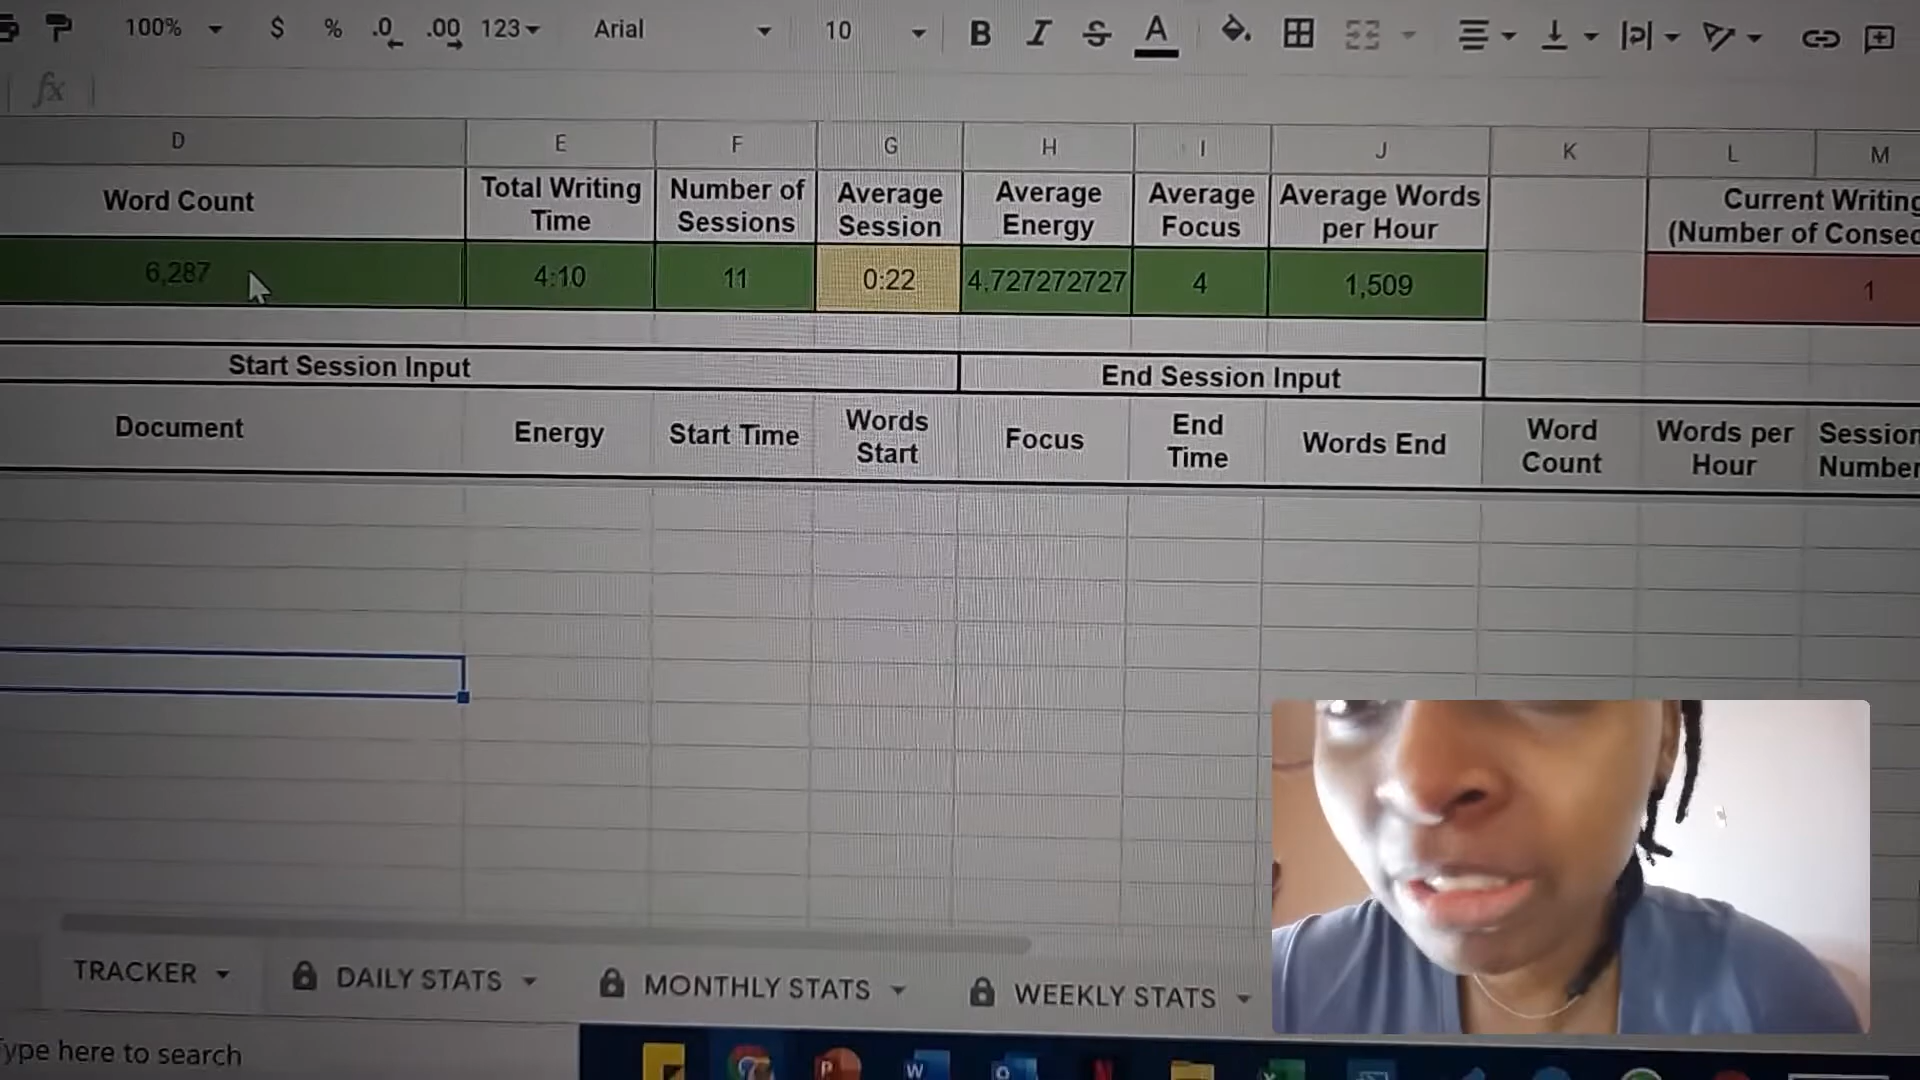 100% $ % .0 .00 123 Arial 10 B I S A
fx
D E F G H I J K L M
Word Count Total Writing Time Number of Sessions Average Session Average Energy Average Focus Average Words per Hour Current Writing
(Number of Consec
6,287 4:10 11 0:22 4.727272727 4 1,509 1
Start Session Input End Session Input
Document Energy Start Time Words Start Focus End Time Words End Word Count Words per Hour Session Number
TRACKER DAILY STATS MONTHLY STATS WEEKLY STATS
ype here to search